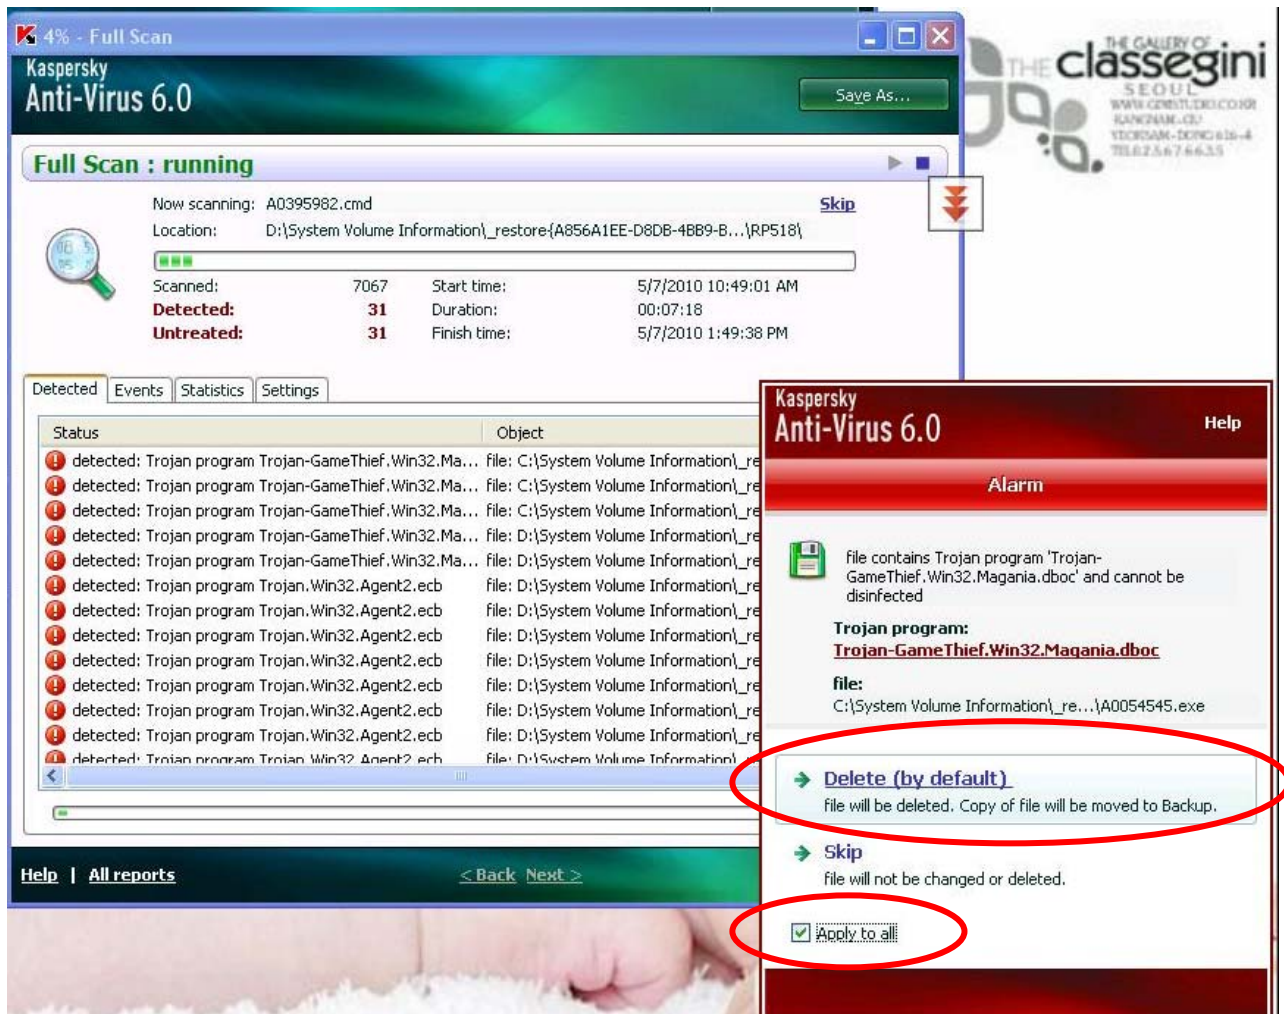 4% - Full Scan
Kaspersky
Anti-Virus 6.0
Save As...
Full Scan : running
Now scanning: A0395982.cmd
Skip
Location: D:\System Volume Information\_restore{A856A1EE-D8DB-4BB9-B...\RP518\
Scanned: 7067 Start time: 5/7/2010 10:49:01 AM
Detected: 31 Duration: 00:07:18
Untreated: 31 Finish time: 5/7/2010 1:49:38 PM
Detected Events Statistics Settings
Status Object
detected: Trojan program Trojan-GameThief.Win32.Ma... file: C:\System Volume Information\_re
detected: Trojan program Trojan-GameThief.Win32.Ma... file: C:\System Volume Information\_re
detected: Trojan program Trojan-GameThief.Win32.Ma... file: C:\System Volume Information\_re
detected: Trojan program Trojan-GameThief.Win32.Ma... file: D:\System Volume Information\_re
detected: Trojan program Trojan-GameThief.Win32.Ma... file: D:\System Volume Information\_re
detected: Trojan program Trojan.Win32.Agent2.ecb file: D:\System Volume Information\_re
detected: Trojan program Trojan.Win32.Agent2.ecb file: D:\System Volume Information\_re
detected: Trojan program Trojan.Win32.Agent2.ecb file: D:\System Volume Information\_re
detected: Trojan program Trojan.Win32.Agent2.ecb file: D:\System Volume Information\_re
detected: Trojan program Trojan.Win32.Agent2.ecb file: D:\System Volume Information\_re
detected: Trojan program Trojan.Win32.Agent2.ecb file: D:\System Volume Information\_re
detected: Trojan program Trojan.Win32.Agent2.ecb file: D:\System Volume Information\_re
detected: Trojan program Trojan.Win32.Agent2.ecb file: D:\System Volume Information\
Help | All reports
< Back Next >
THE GALLERY OF
THE classegini
SEOUL
KANGNAM-GU
Kaspersky
Anti-Virus 6.0
Help
Alarm
file contains Trojan program 'Trojan-
GameThief.Win32.Magania.dboc' and cannot be
disinfected
Trojan program:
Trojan-GameThief.Win32.Magania.dboc
file:
C:\System Volume Information\_re...\A0054545.exe
Delete (by default)
file will be deleted. Copy of file will be moved to Backup.
Skip
file will not be changed or deleted.
Apply to all